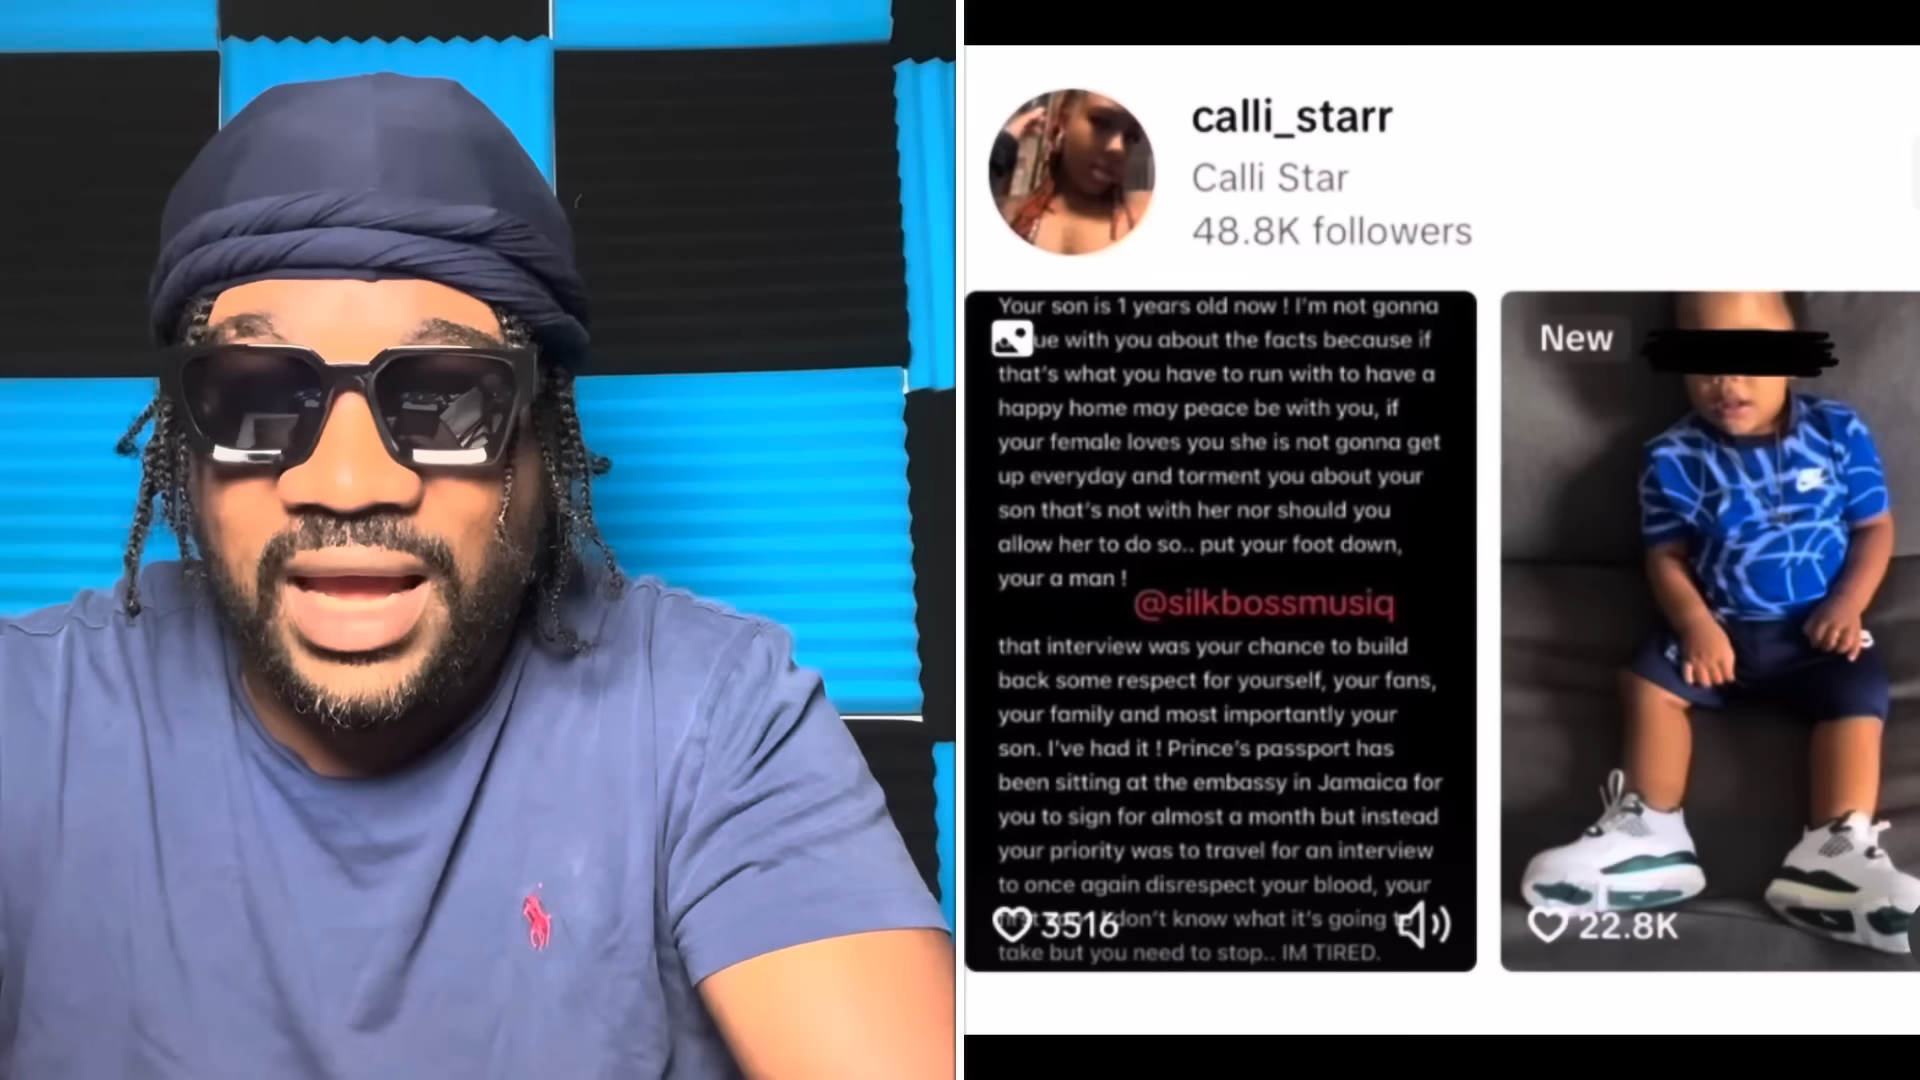 calli_starr
Calli Star
48.8K followers
Your son is 1 years old now ! I'm not gonna
ue with you about the facts because if
that's what you have to run with to have a
happy home may peace be with you, if
your female loves you she is not gonna get
up everyday and torment you about your
son that's not with her nor should you
allow her to do so.. put your foot down,
your a man !
@silkbossmusiq
that interview was your chance to build
back some respect for yourself, your fans,
your family and most importantly your
son. I've had it ! Prince's passport has
been sitting at the embassy in Jamaica for
you to sign for almost a month but instead
your priority was to travel for an interview
to once again disrespect your blood, your
don't know what it's going
take but you need to stop.. IM TIRED.
3516
New
22.8K